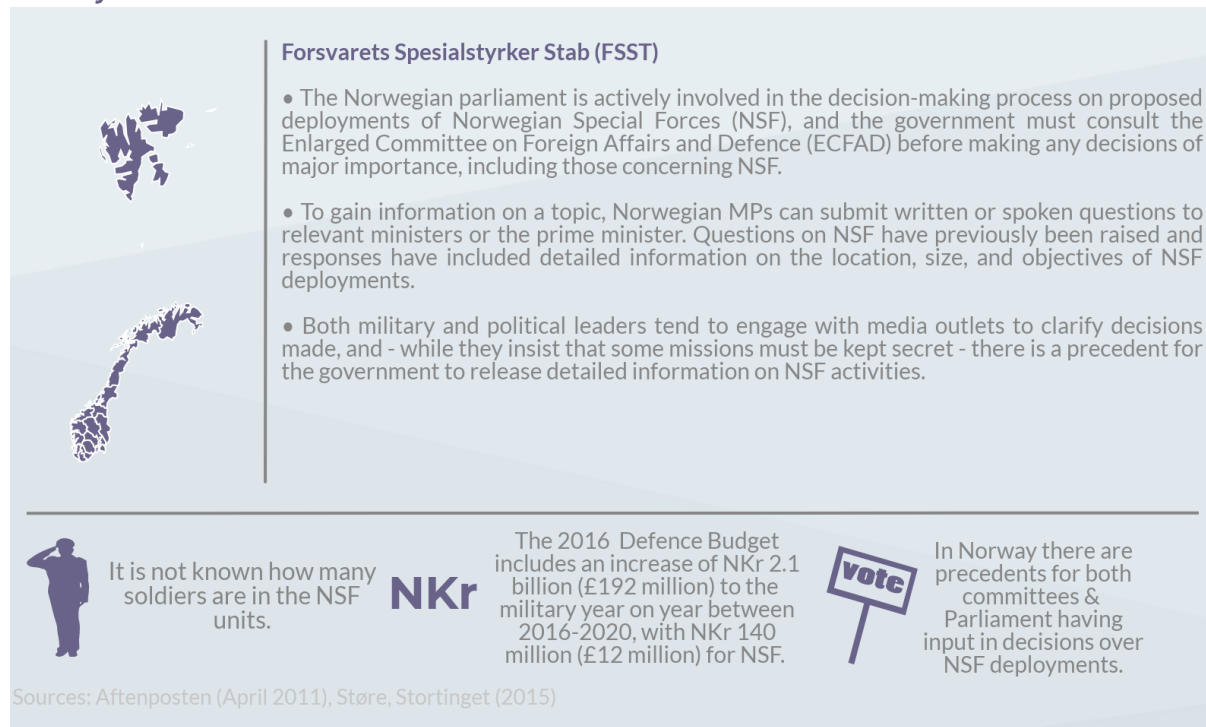 Forsvarets Spesialstyrker Stab (FSST)
• The Norwegian parliament is actively involved in the decision-making process on proposed
deployments of Norwegian Special Forces (NSF), and the government must consult the
Enlarged Committee on Foreign Affairs and Defence (ECFAD) before making any decisions of
major importance, including those concerning NSF.
• To gain information on a topic, Norwegian MPs can submit written or spoken questions to
relevant ministers or the prime minister. Questions on NSF have previously been raised and
responses have included detailed information on the location, size, and objectives of NSF
deployments.
• Both military and political leaders tend to engage with media outlets to clarify decisions
made, and - while they insist that some missions must be kept secret - there is a precedent for
the government to release detailed information on NSF activities.
It is not known how many
soldiers are in the NSF
units.
NKr
The 2016 Defence Budget
includes an increase of NKr 2.1
billion (£192 million) to the
military year on year between
2016-2020, with NKr 140
million (£12 million) for NSF.
vote
In Norway there are
precedents for both
committees &
Parliament having
input in decisions over
NSF deployments.
Sources: Aftenposten (April 2011), Støre, Stortinget (2015)